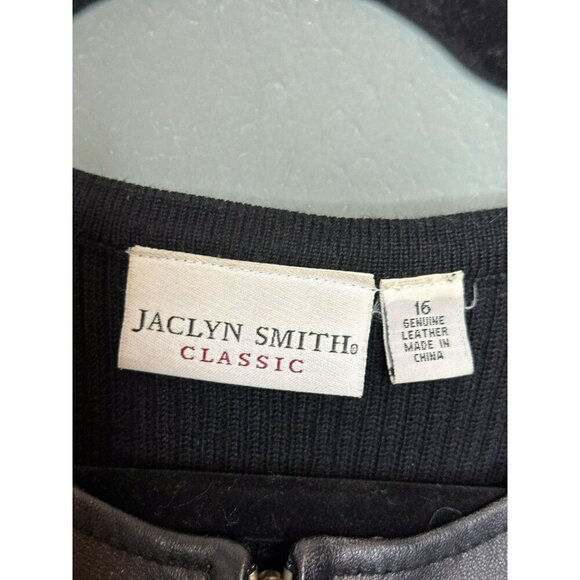 JACLYN SMITH®
CLASSIC
16
GENUINE
LEATHER
MADE IN
CHINA